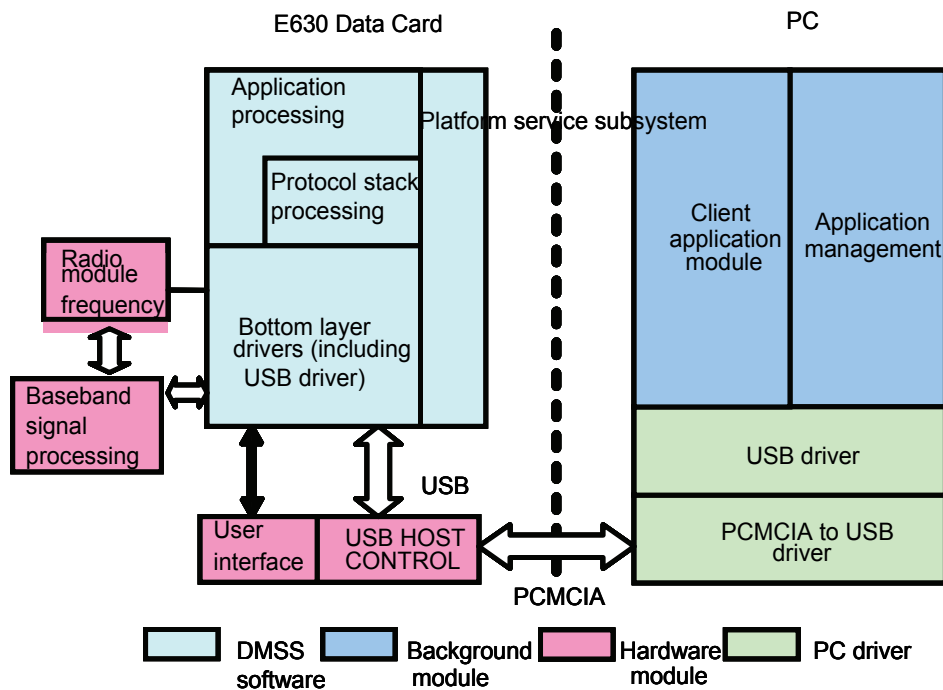 E630 Data Card
PC
Application
processing
Platform service subsystem
Protocol stack
processing
Client
application
module
Application
management
Radio
module
frequency
Bottom layer
drivers (including
USB driver)
Baseband
signal
processing
USB driver
USB
User
interface
USB HOST
CONTROL
PCMCIA to USB
driver
PCMCIA
DMSS
software
Background
module
Hardware
module
PC driver